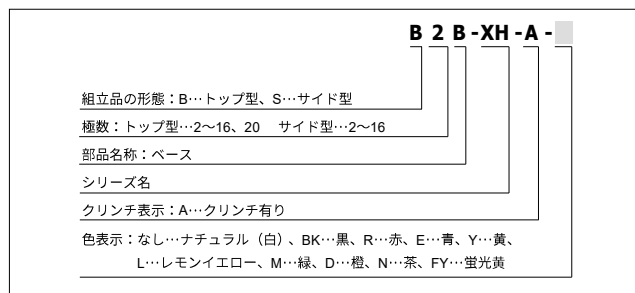 B 2 B - XH - A -
組立品の形態：B…トップ型、S…サイド型
極数：トップ型…2～16、20　サイド型…2～16
部品名称：ベース
シリーズ名
クリンチ表示：A…クリンチ有り
色表示：なし…ナチュラル（白）、BK…黒、R…赤、E…青、Y…黄、
L…レモンイエロー、M…緑、D…橙、N…茶、FY…蛍光黄